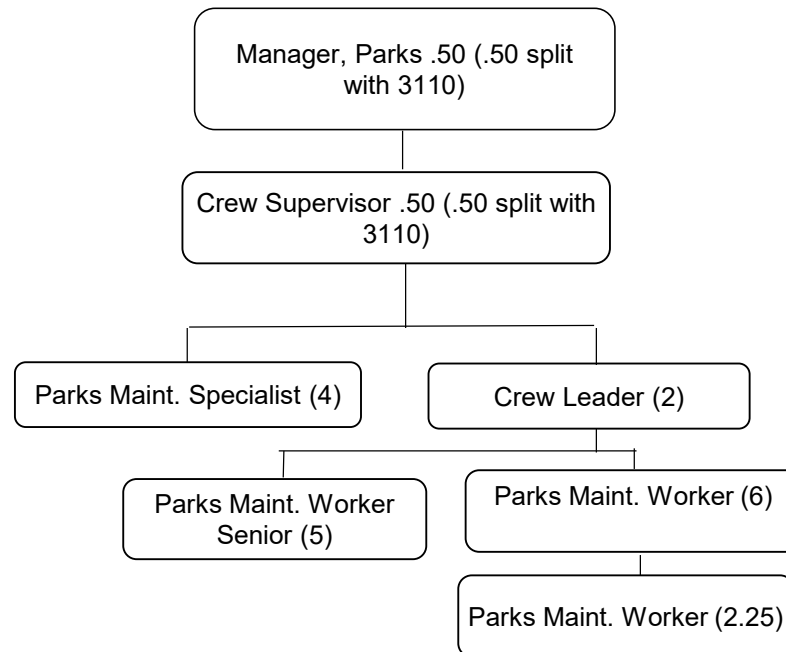 Manager, Parks .50 (.50 split
with 3110)
Crew Supervisor .50 (.50 split with
3110)
Parks Maint. Specialist (4)
Crew Leader (2)
Parks Maint. Worker
Senior (5)
Parks Maint. Worker (6)
Parks Maint. Worker (2.25)